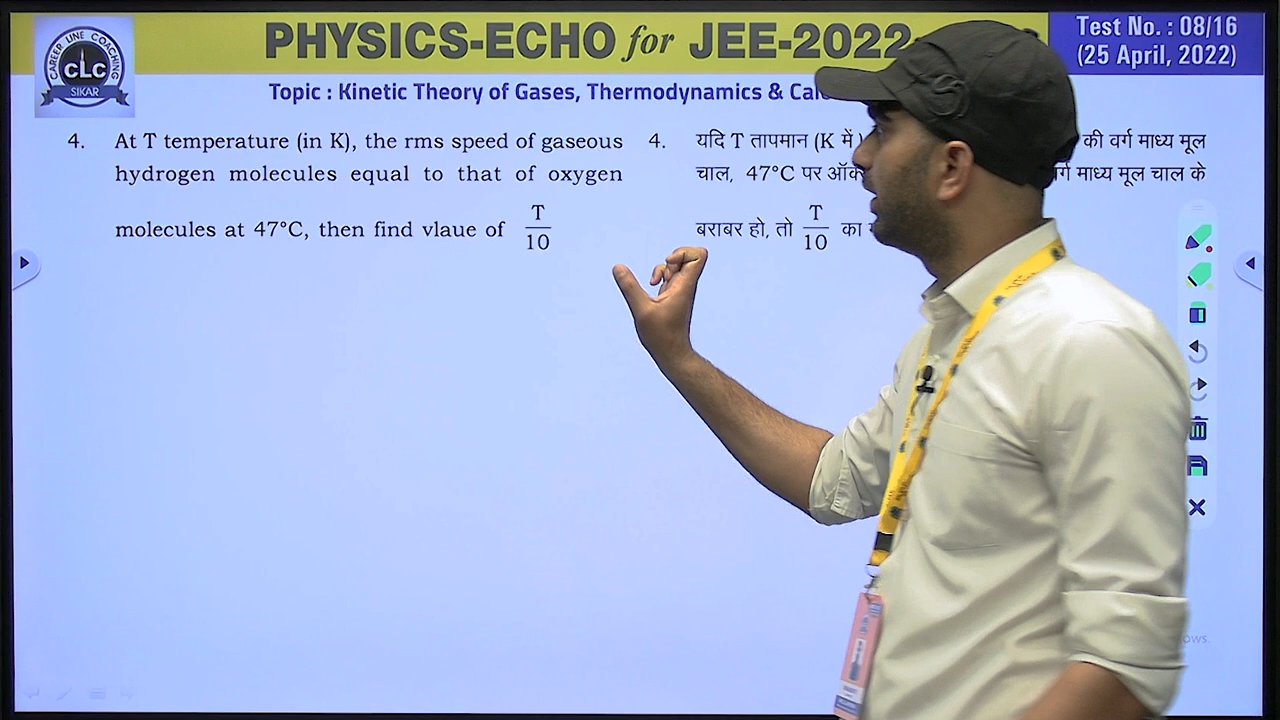 PHYSICS-ECHO for JEE-2022
Test No. : 08/16
(25 April, 2022)
CAREER LINE COACHING
CLC
SIKAR
Topic : Kinetic Theory of Gases, Thermodynamics &
4. At T temperature (in K), the rms speed of gaseous
hydrogen molecules equal to that of oxygen
molecules at 47°C, then find vlaue of T/10
4. यदि T तापमान (K में) की वर्ग माध्य मूल
चाल, 47°C पर माध्य मूल चाल के
बराबर हो, तो T/10 का